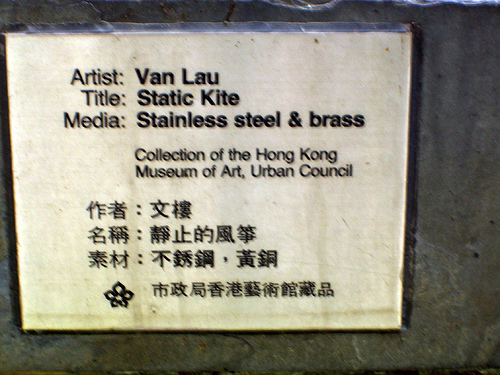 Artist: Van Lau
Title: Static Kite
Media: Stainless steel & brass
Collection of the Hong Kong
Museum of Art, Urban Council
作者：文樓
名稱：靜止的風箏
素材：不銹鋼，黃銅
市政局香港藝術館藏品